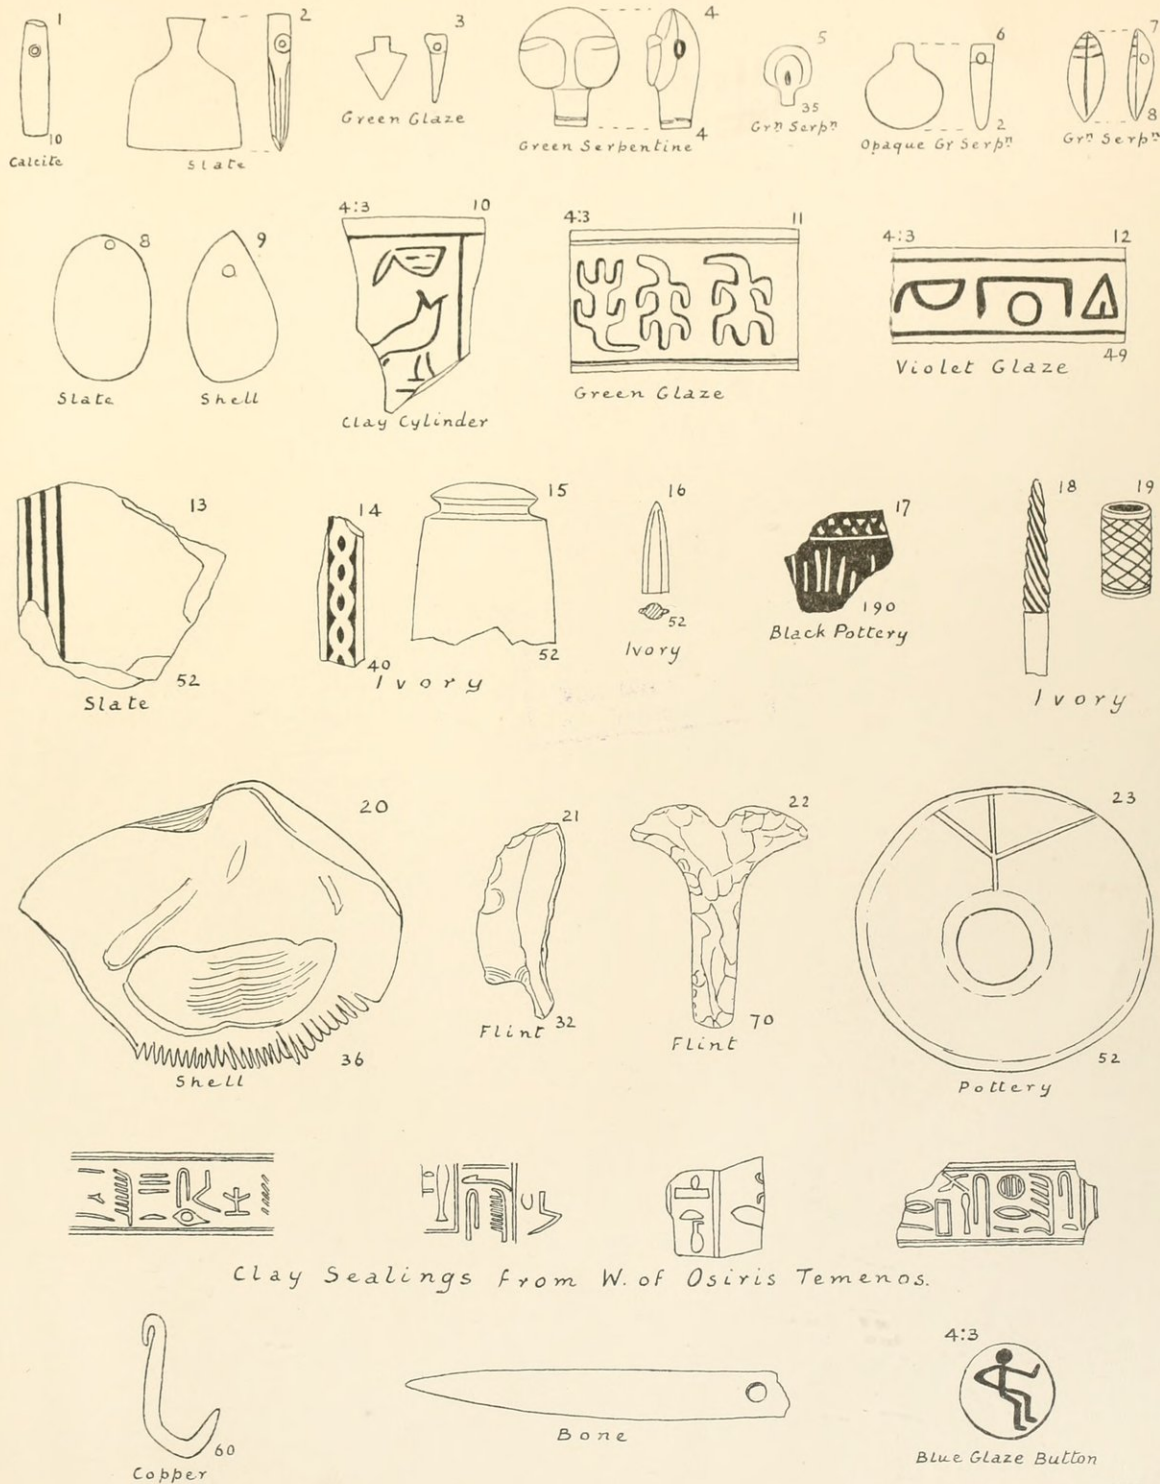 1 2 3 4 5 6 7
35
10 4 2 8
Calcite Slate Green Glaze Green Serpentine Grn Serpn Opaque Gr Serpn Grn Serpn
8 9 4:3 10 4:3 11 4:3 12
49
Slate Shell Clay Cylinder Green Glaze Violet Glaze
13 14 15 16 17 18 19
52 40 52 52 190
Slate Ivory Ivory Black Pottery Ivory
20 21 22 23
36 32 70 52
Shell Flint Flint Pottery
Clay Sealings from W. of Osiris Temenos.
4:3
60
Copper Bone Blue Glaze Button